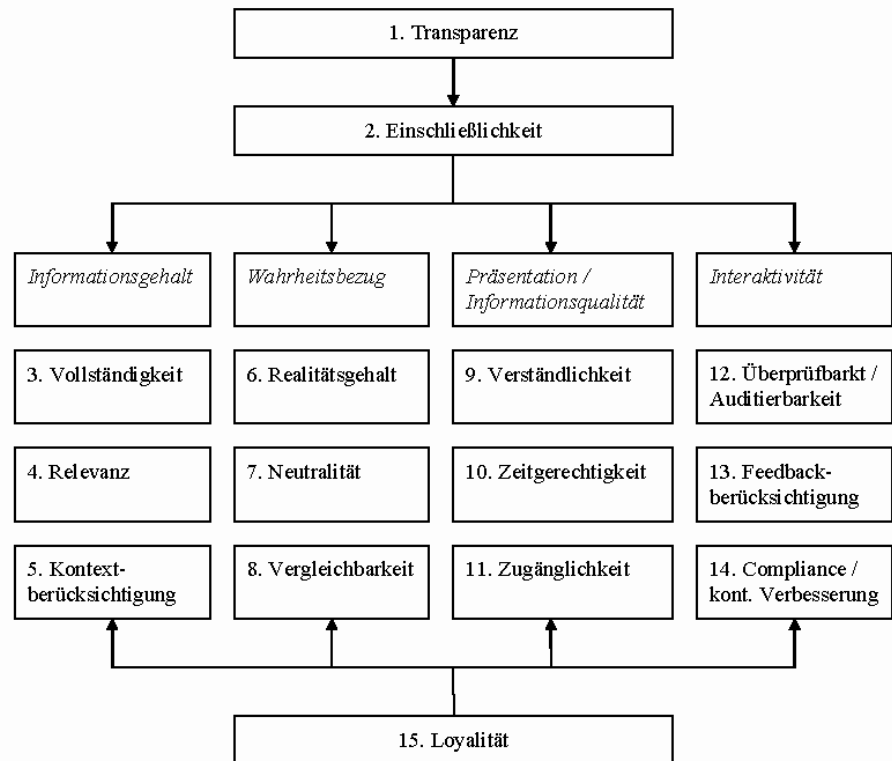 1. Transparenz
2. Einschließlichkeit
Informationsgehalt
Wahrheitsbezug
Präsentation /
Informationsqualität
Interaktivität
3. Vollständigkeit
6. Realitätsgehalt
9. Verständlichkeit
12. Überprüfbarkt /
Auditierbarkeit
4. Relevanz
7. Neutralität
10. Zeitgerechtigkeit
13. Feedback-
berücksichtigung
5. Kontext-
berücksichtigung
8. Vergleichbarkeit
11. Zugänglichkeit
14. Compliance /
kont. Verbesserung
15. Loyalität